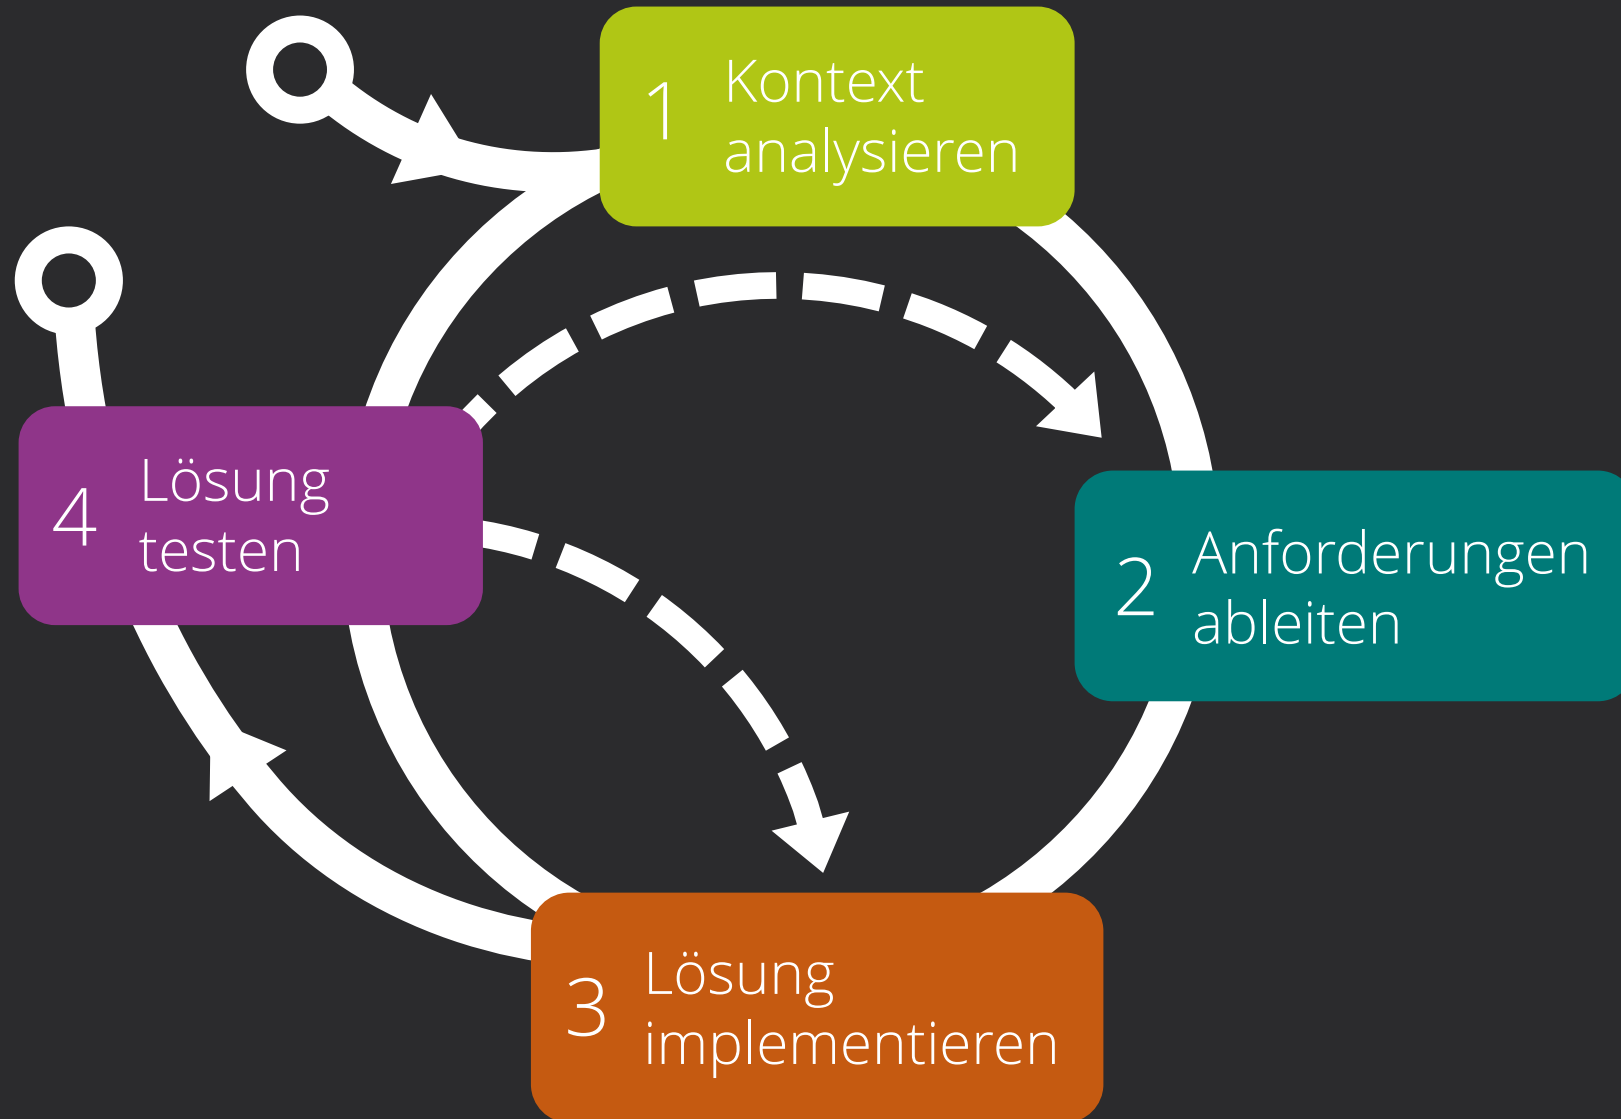 1
Kontext
analysieren
2
Anforderungen
ableiten
3
Lösung
implementieren
4
Lösung
testen